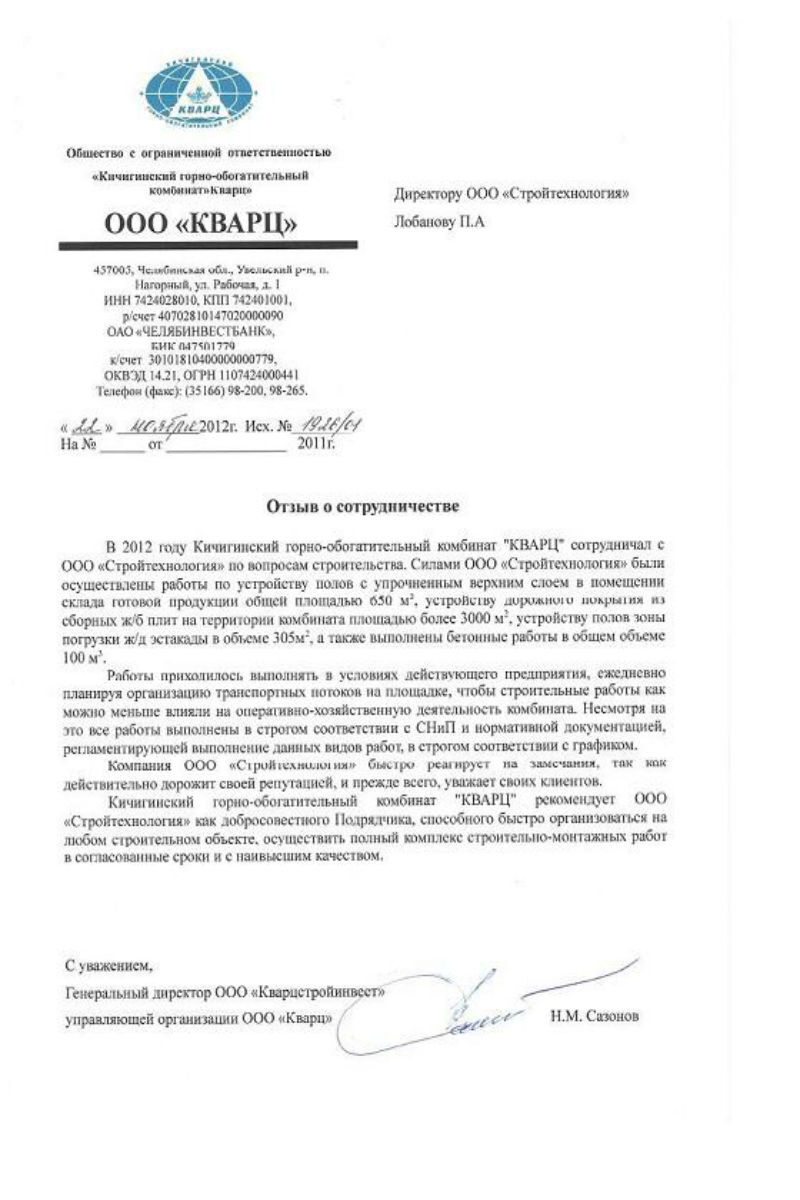 КИЧИГИНСКИЙ
КВАРЦ
ГОРНО-ОБОГАТИТЕЛЬНЫЙ КОМБИНАТ
Общество с ограниченной ответственностью
«Кичигинский горно-обогатительный
комбинат»Кварц»
ООО «КВАРЦ»
Директору ООО «Стройтехнология»
Лобанову П.А
457005, Челябинская обл., Увельский р-н, п.
Нагорный, ул. Рабочая, д. 1
ИНН 7424028010, КПП 742401001,
р/счет 40702810147020000090
ОАО «ЧЕЛЯБИНВЕСТБАНК»,
БИК 047501779
к/счет 30101810400000000779,
ОКВЭД 14.21, ОГРН 1107424000441
Телефон (факс): (35166) 98-200, 98-265.
« 22 » ноября 2012г. Исх. № 1926/01
На № ______ от ________________ 2011г.
Отзыв о сотрудничестве
В 2012 году Кичигинский горно-обогатительный комбинат "КВАРЦ" сотрудничал с
ООО «Стройтехнология» по вопросам строительства. Силами ООО «Стройтехнология» были
осуществлены работы по устройству полов с упрочненным верхним слоем в помещении
склада готовой продукции общей площадью 650 м², устройству дорожного покрытия из
сборных ж/б плит на территории комбината площадью более 3000 м², устройству полов зоны
погрузки ж/д эстакады в объеме 305м², а также выполнены бетонные работы в общем объеме
100 м³.
Работы приходилось выполнять в условиях действующего предприятия, ежедневно
планируя организацию транспортных потоков на площадке, чтобы строительные работы как
можно меньше влияли на оперативно-хозяйственную деятельность комбината. Несмотря на
это все работы выполнены в строгом соответствии с СНиП и нормативной документацией,
регламентирующей выполнение данных видов работ, в строгом соответствии с графиком.
Компания ООО «Стройтехнология» быстро реагирует на замечания, так как
действительно дорожит своей репутацией, и прежде всего, уважает своих клиентов.
Кичигинский горно-обогатительный комбинат "КВАРЦ" рекомендует ООО
«Стройтехнология» как добросовестного Подрядчика, способного быстро организоваться на
любом строительном объекте, осуществить полный комплекс строительно-монтажных работ
в согласованные сроки и с наивысшим качеством.
С уважением,
Генеральный директор ООО «Кварцстройинвест»
управляющей организации ООО «Кварц»
Н.М. Сазонов